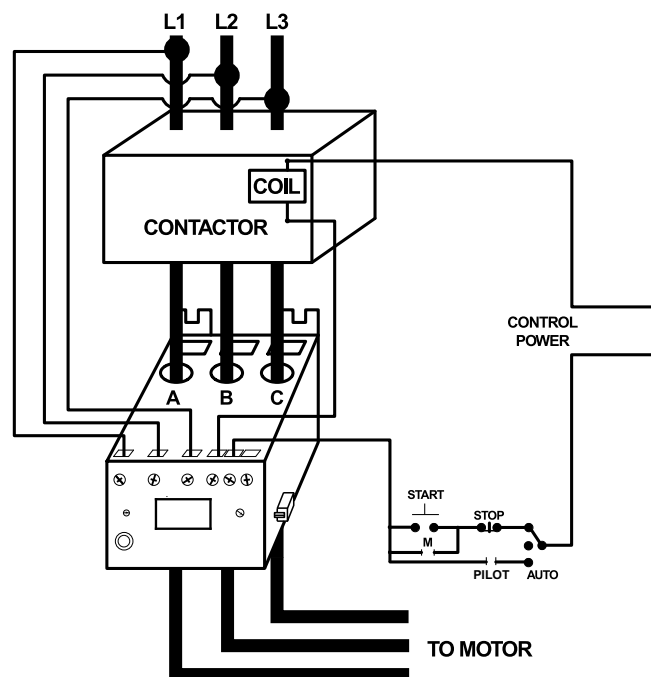 L1 L2 L3
COIL
CONTACTOR
CONTROL
POWER
A B C
START
STOP
M
PILOT AUTO
TO MOTOR